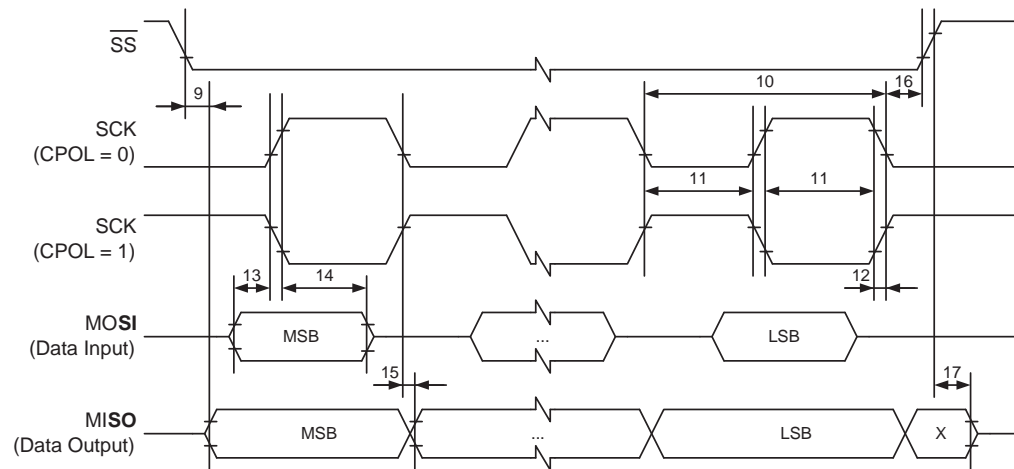 SS
9
10
16
SCK
(CPOL = 0)
11
11
SCK
(CPOL = 1)
13
14
12
MOSI
(Data Input)
MSB
...
LSB
15
17
MISO
(Data Output)
MSB
...
LSB
X